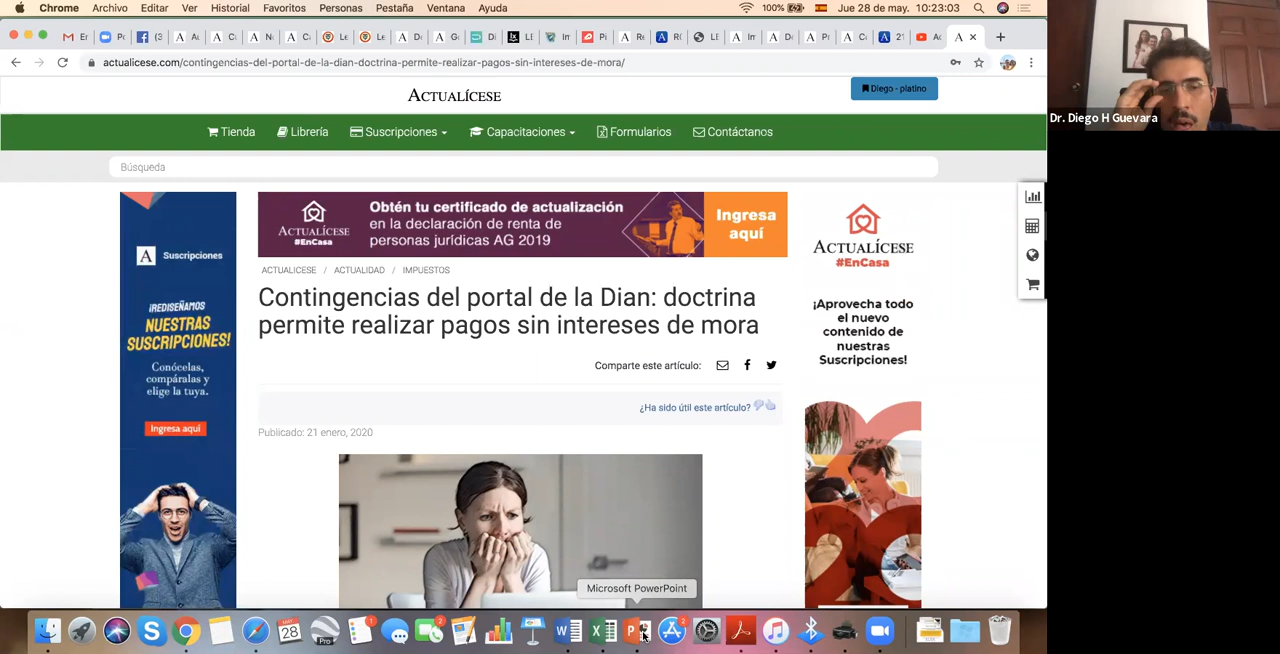 Chrome Archivo Editar Ver Historial Favoritos Personas Pestaña Ventana Ayuda 100% Jue 28 de may. 10:23:03
actualicese.com/contingencias-del-portal-de-la-dian-doctrina-permite-realizar-pagos-sin-intereses-de-mora/
ACTUALÍCESE
Diego - platino
Tienda Librería Suscripciones Capacitaciones Formularios Contáctanos
Búsqueda
A Suscripciones
¡REDISEÑAMOS
NUESTRAS
SUSCRIPCIONES!
Conócelas,
compáralas y
elige la tuya.
Ingresa aquí
ACTUALÍCESE
#EnCasa
Obtén tu certificado de actualización
en la declaración de renta de
personas jurídicas AG 2019
Ingresa
aquí
ACTUALICESE / ACTUALIDAD / IMPUESTOS
Contingencias del portal de la Dian: doctrina
permite realizar pagos sin intereses de mora
Comparte este artículo:
¿Ha sido útil este artículo?
Publicado: 21 enero, 2020
ACTUALÍCESE
#EnCasa
¡Aprovecha todo
el nuevo
contenido de
nuestras
Suscripciones!
Dr. Diego H Guevara
Microsoft PowerPoint
MAY
28
Pro